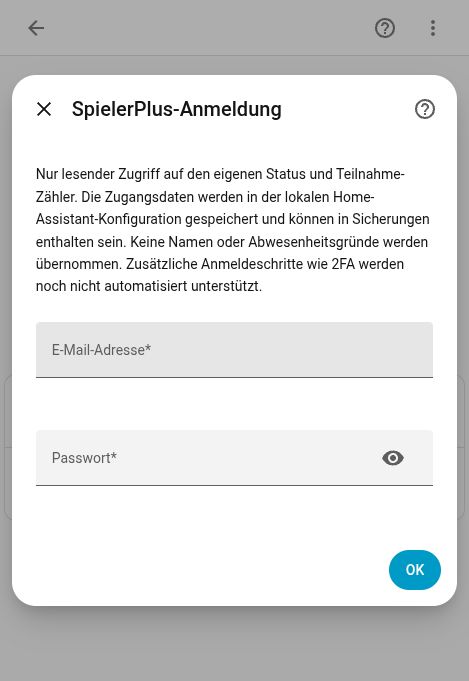 SpielerPlus-Anmeldung
Nur lesender Zugriff auf den eigenen Status und Teilnahme-
Zähler. Die Zugangsdaten werden in der lokalen Home-
Assistant-Konfiguration gespeichert und können in Sicherungen
enthalten sein. Keine Namen oder Abwesenheitsgründe werden
übernommen. Zusätzliche Anmeldeschritte wie 2FA werden
noch nicht automatisiert unterstützt.
E-Mail-Adresse*
Passwort*
OK